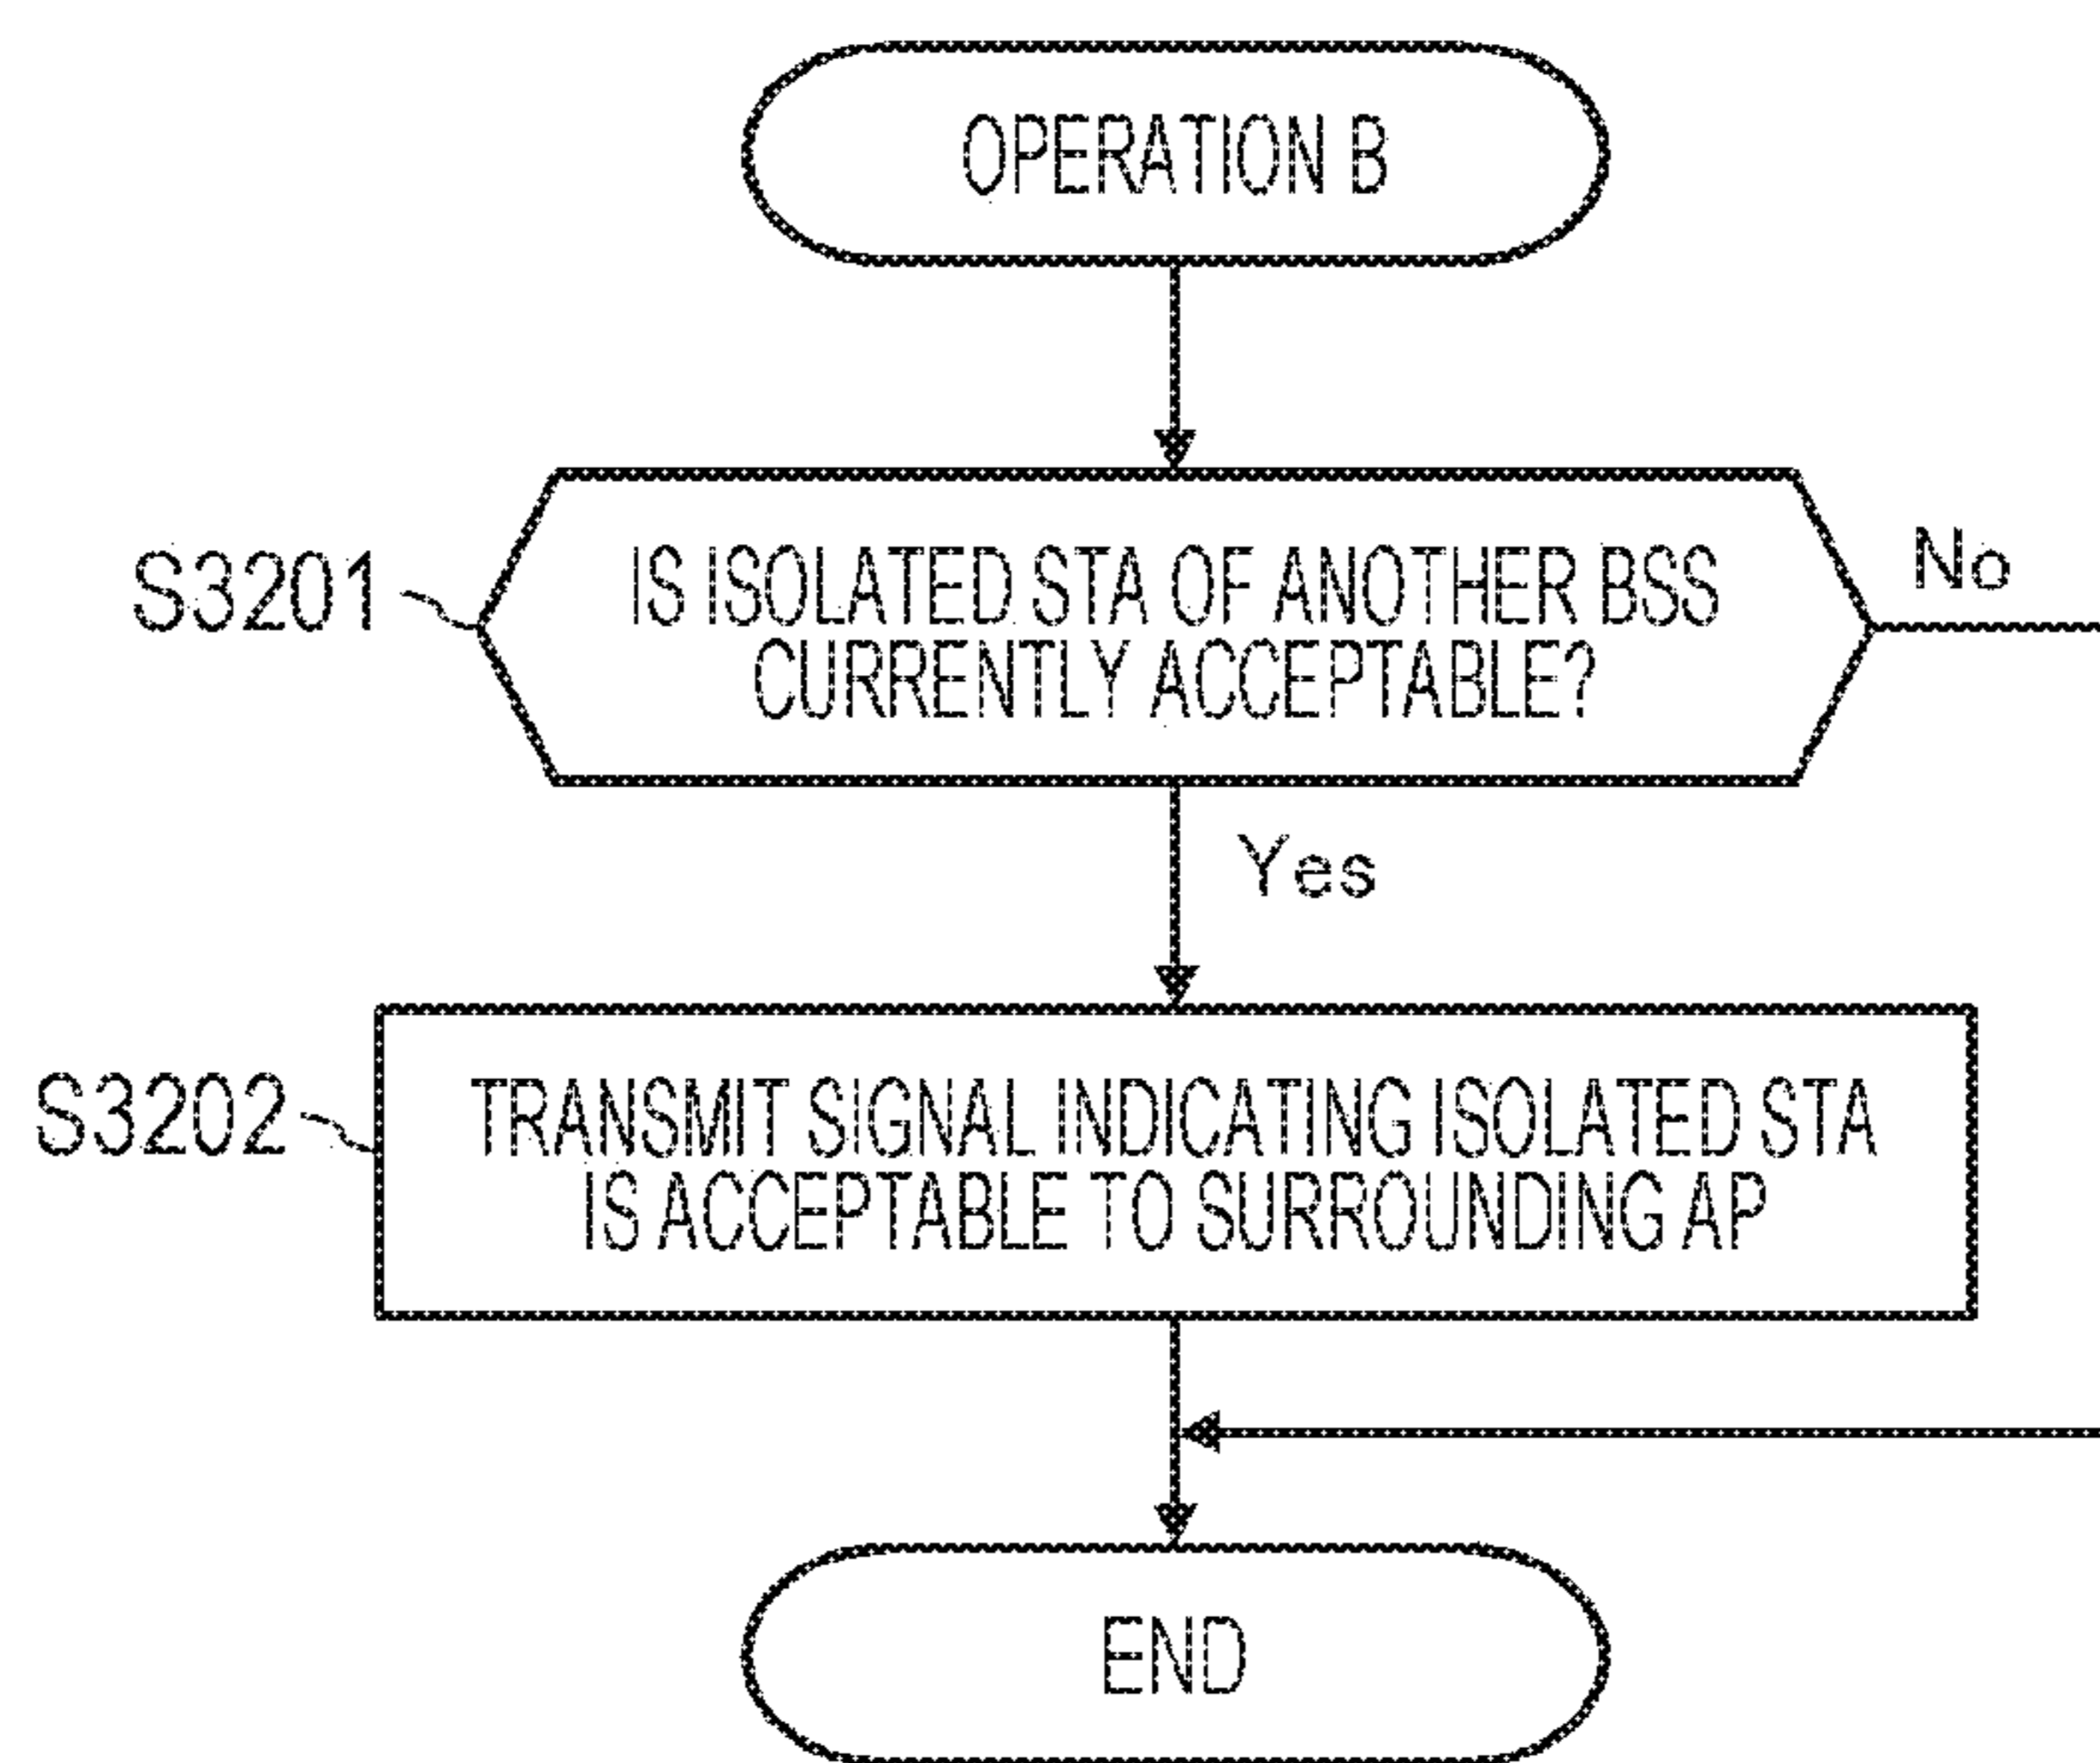 OPERATION B
S3201
IS ISOLATED STA OF ANOTHER BSS
CURRENTLY ACCEPTABLE?
No
Yes
S3202
TRANSMIT SIGNAL INDICATING ISOLATED STA
IS ACCEPTABLE TO SURROUNDING AP
END